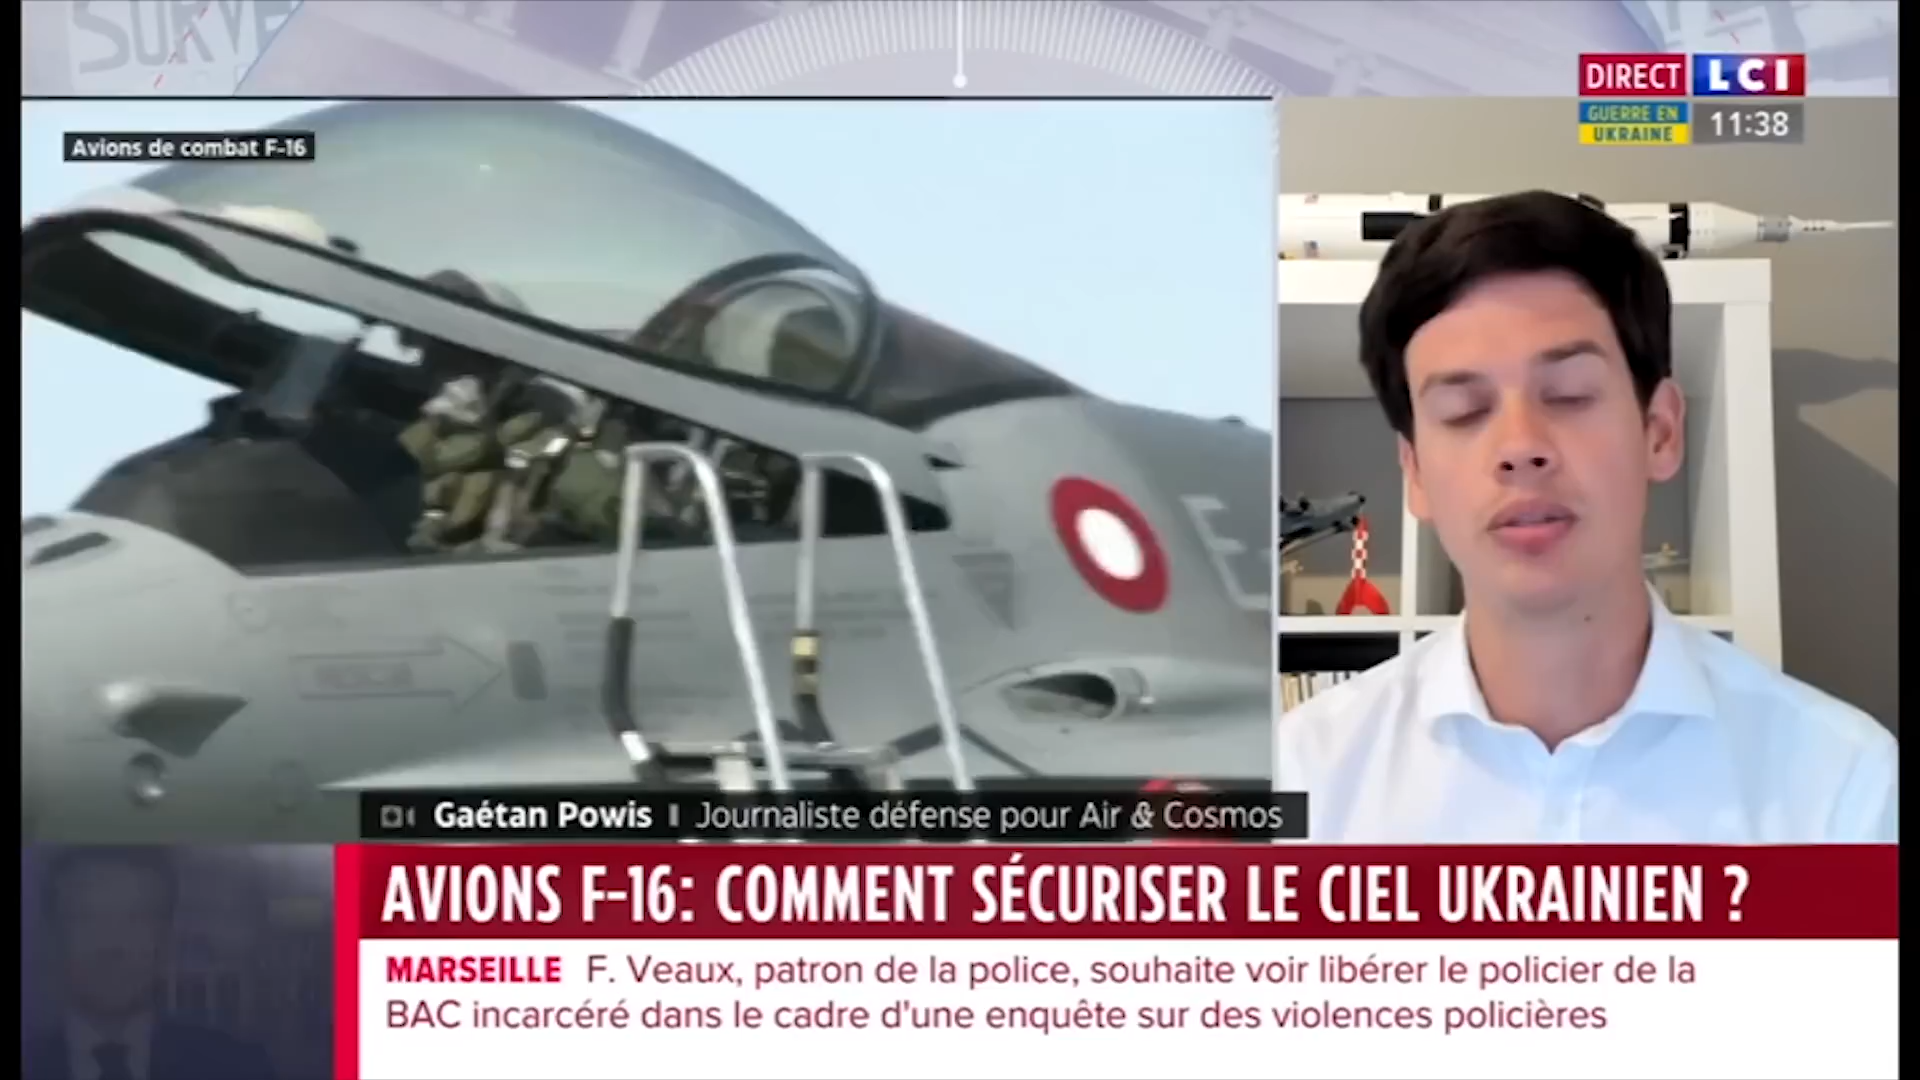 DIRECT LCI
GUERRE EN
UKRAINE
11:38
Avions de combat F-16
Gaétan Powis
Journaliste défense pour Air & Cosmos
AVIONS F-16: COMMENT SÉCURISER LE CIEL UKRAINIEN ?
MARSEILLE F. Veaux, patron de la police, souhaite voir libérer le policier de la
BAC incarcéré dans le cadre d'une enquête sur des violences policières